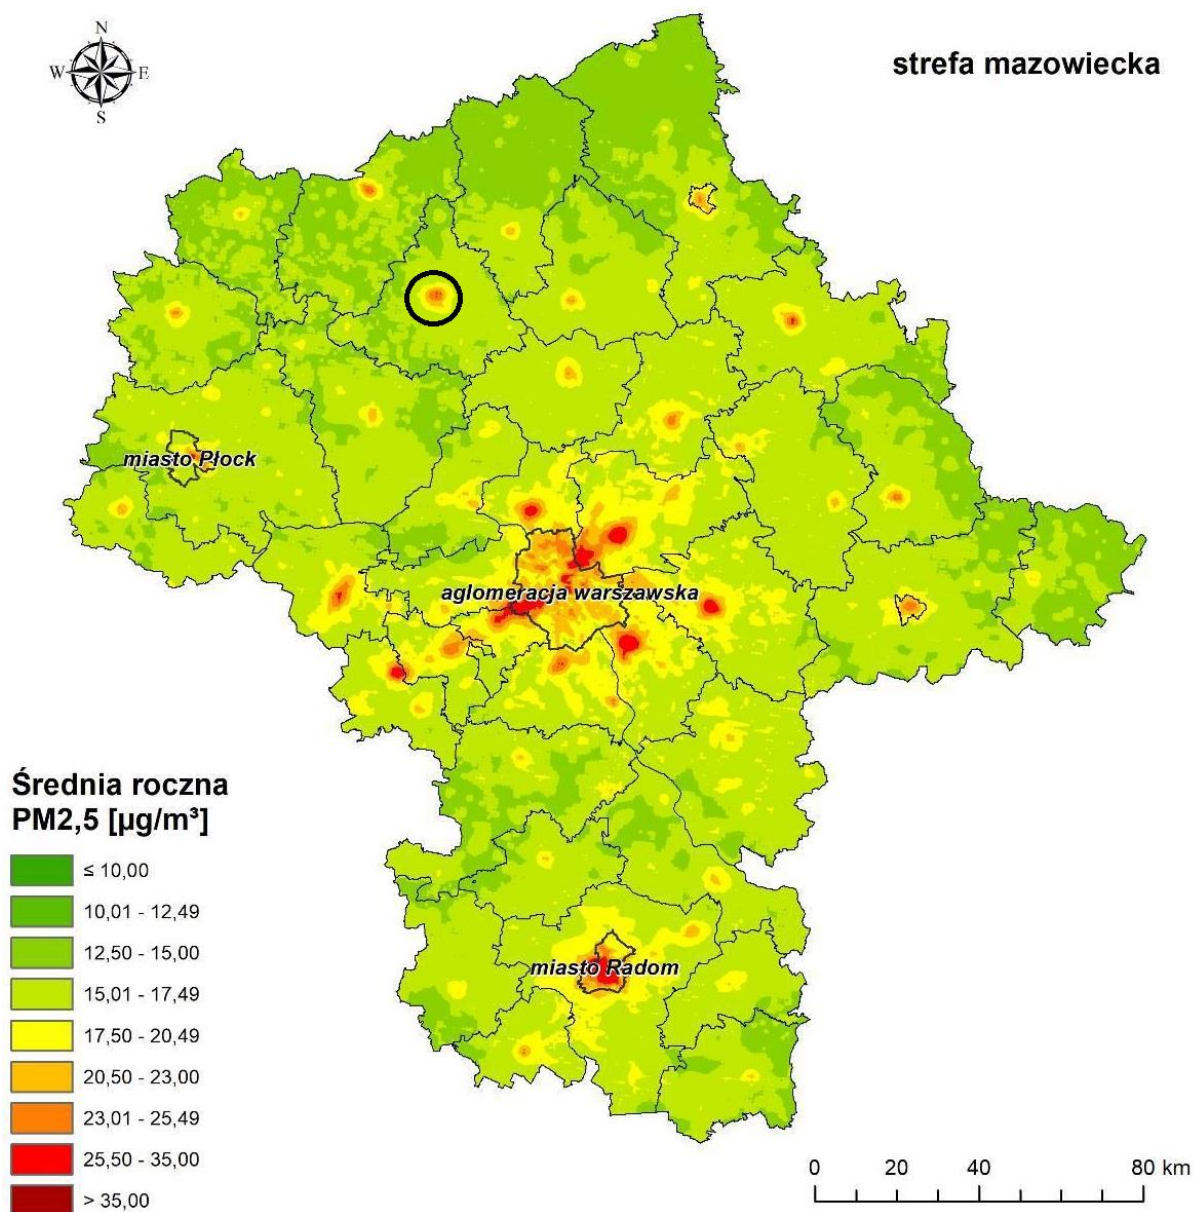 N
W E
S
strefa mazowiecka
miasto Płock
aglomeracja warszawska
miasto Radom
Średnia roczna
PM2,5 [µg/m³]
≤ 10,00
10,01 - 12,49
12,50 - 15,00
15,01 - 17,49
17,50 - 20,49
20,50 - 23,00
23,01 - 25,49
25,50 - 35,00
> 35,00
0 20 40 80 km